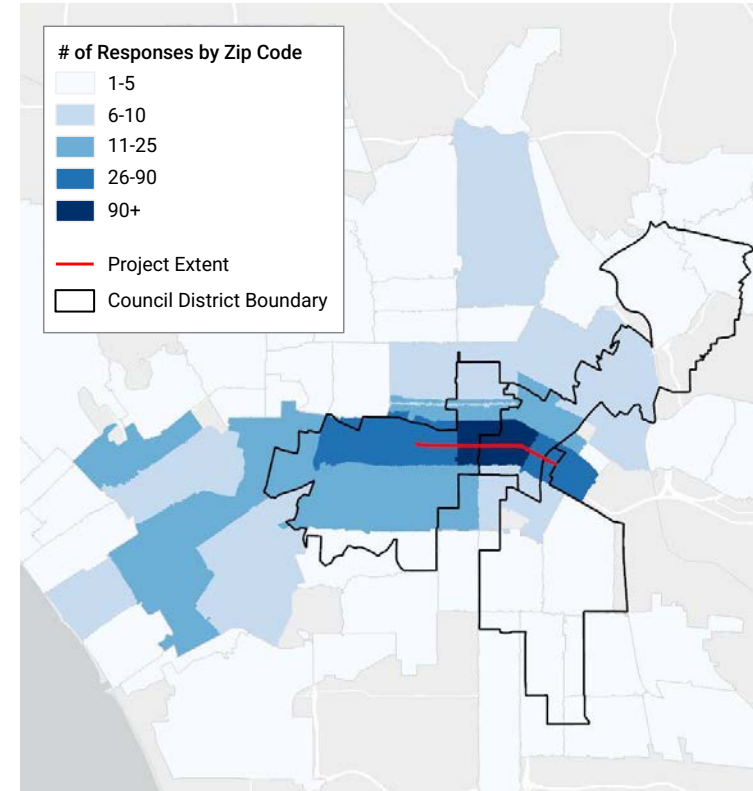 # of Responses by Zip Code
1-5
6-10
11-25
26-90
90+
Project Extent
Council District Boundary